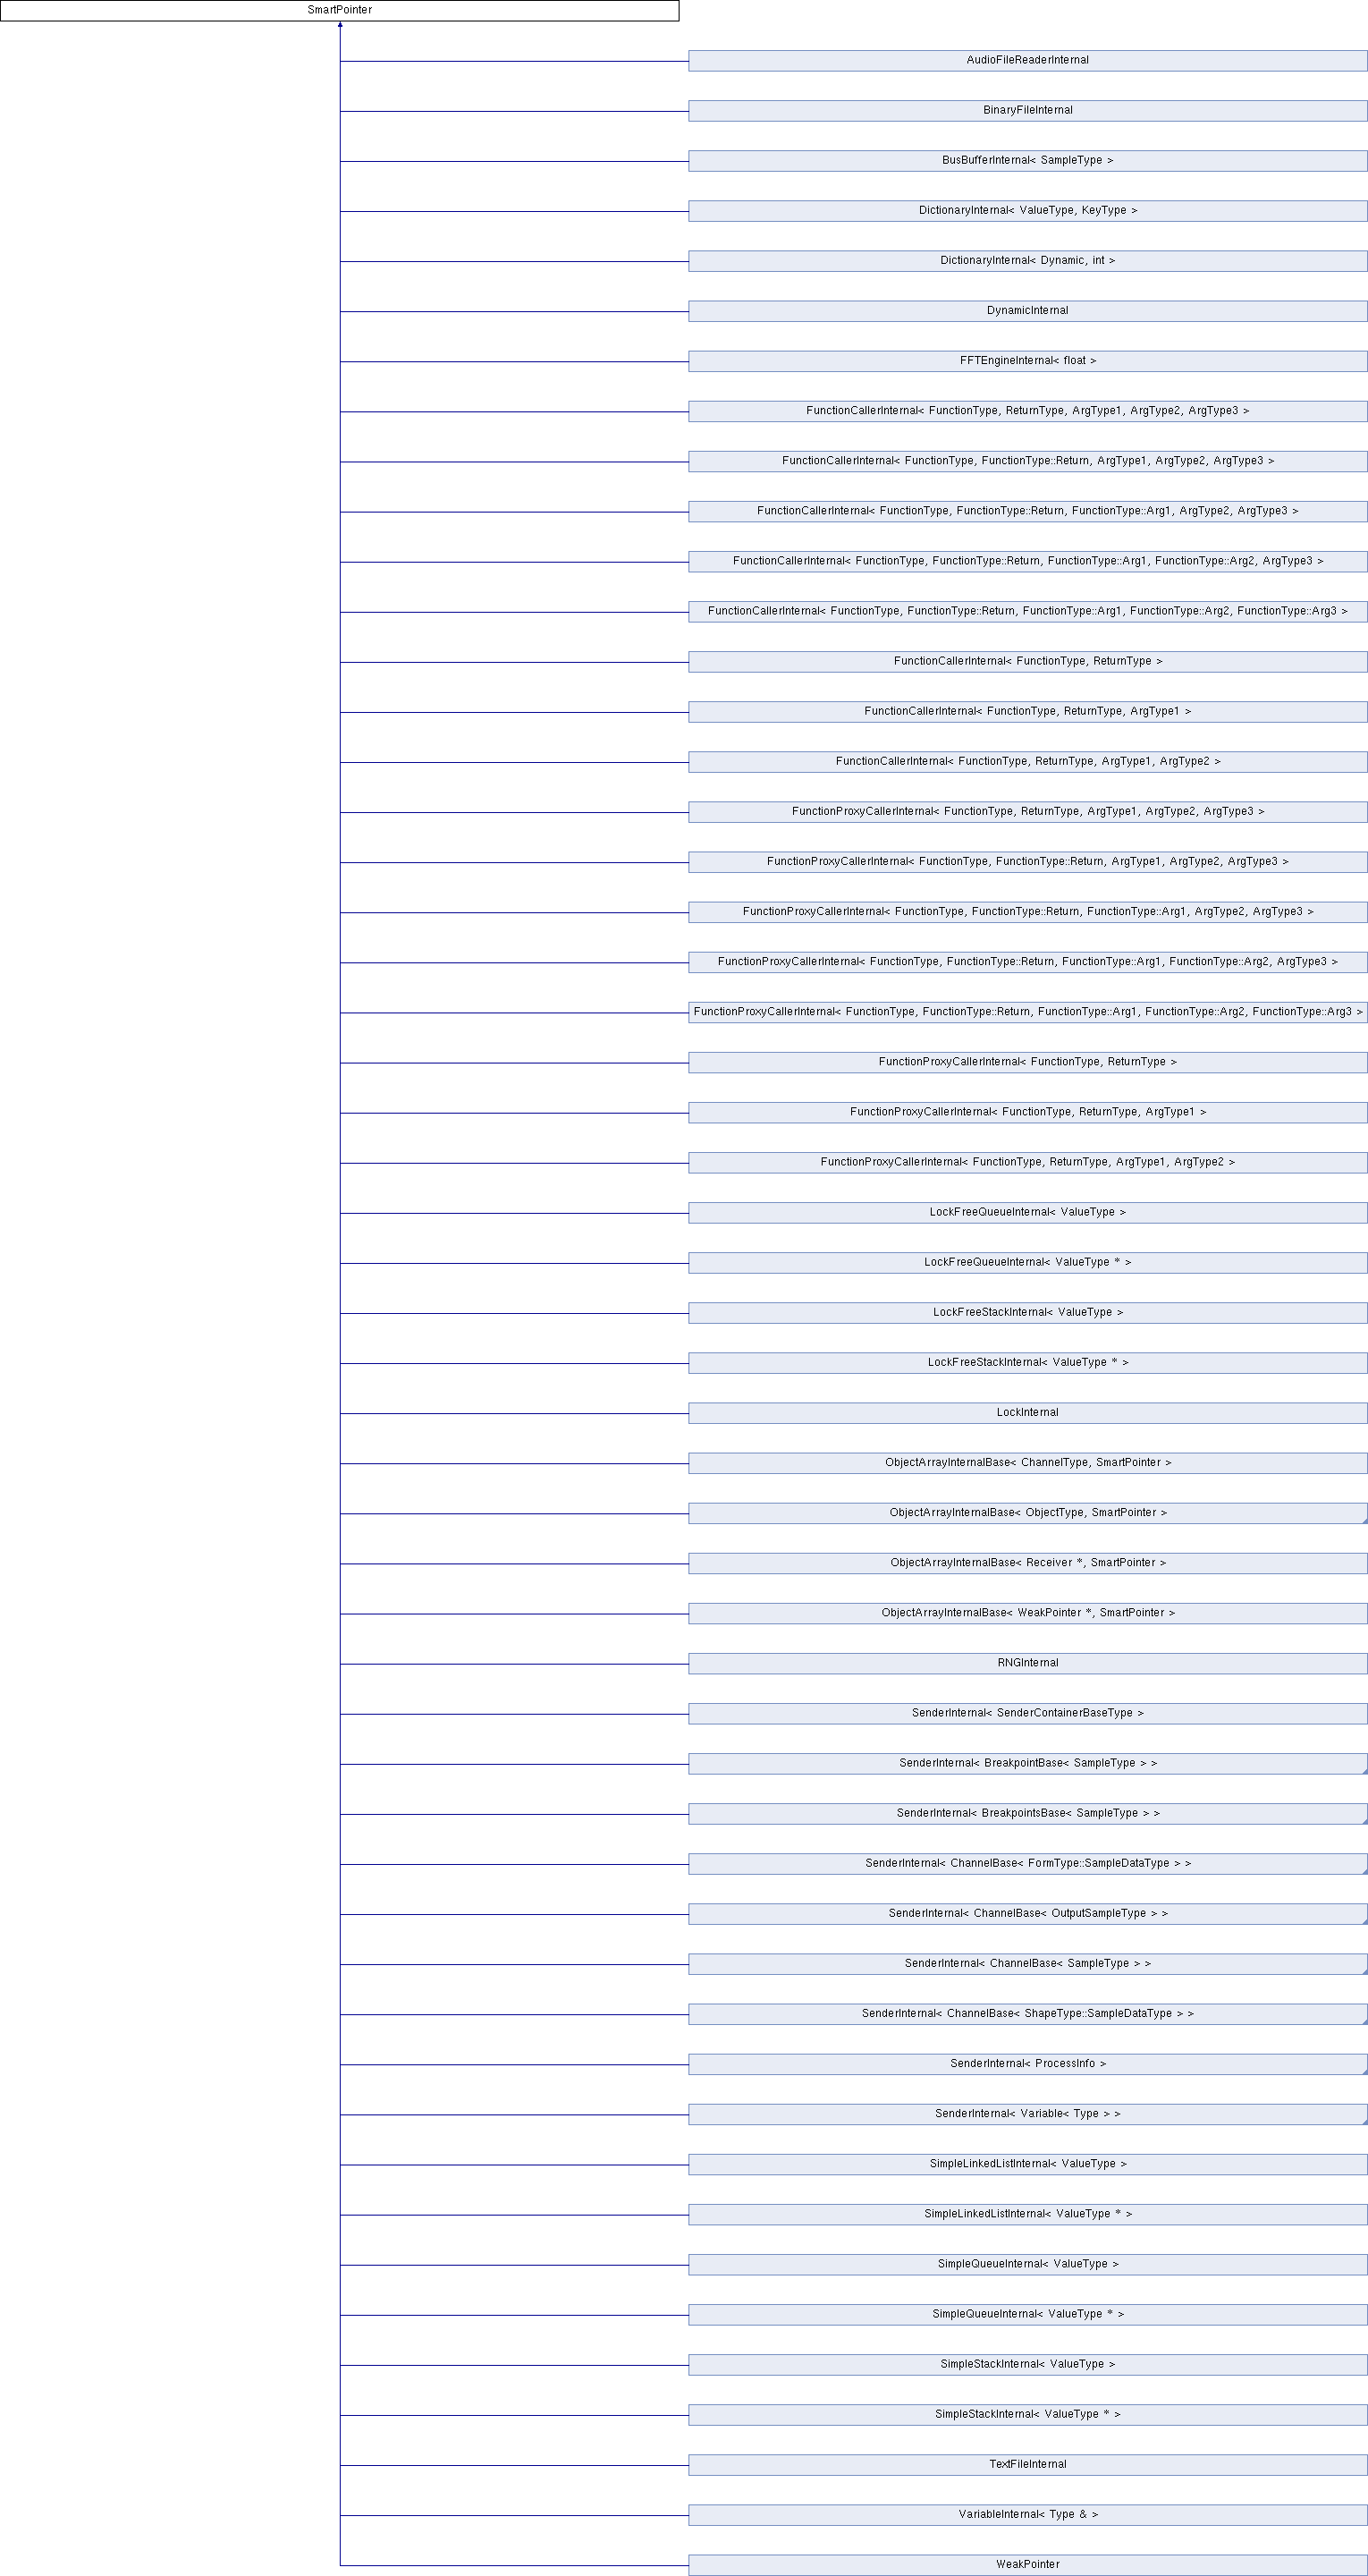 SmartPointer
AudioFileReaderInternal
BinaryFileInternal
BusBufferInternal< SampleType >
DictionaryInternal< ValueType, KeyType >
DictionaryInternal< Dynamic, int >
DynamicInternal
FFTEngineInternal< float >
FunctionCallerInternal< FunctionType, ReturnType, ArgType1, ArgType2, ArgType3 >
FunctionCallerInternal< FunctionType, FunctionType::Return, ArgType1, ArgType2, ArgType3 >
FunctionCallerInternal< FunctionType, FunctionType::Return, FunctionType::Arg1, ArgType2, ArgType3 >
FunctionCallerInternal< FunctionType, FunctionType::Return, FunctionType::Arg1, FunctionType::Arg2, ArgType3 >
FunctionCallerInternal< FunctionType, FunctionType::Return, FunctionType::Arg1, FunctionType::Arg2, FunctionType::Arg3 >
FunctionCallerInternal< FunctionType, ReturnType >
FunctionCallerInternal< FunctionType, ReturnType, ArgType1 >
FunctionCallerInternal< FunctionType, ReturnType, ArgType1, ArgType2 >
FunctionProxyCallerInternal< FunctionType, ReturnType, ArgType1, ArgType2, ArgType3 >
FunctionProxyCallerInternal< FunctionType, FunctionType::Return, ArgType1, ArgType2, ArgType3 >
FunctionProxyCallerInternal< FunctionType, FunctionType::Return, FunctionType::Arg1, ArgType2, ArgType3 >
FunctionProxyCallerInternal< FunctionType, FunctionType::Return, FunctionType::Arg1, FunctionType::Arg2, ArgType3 >
FunctionProxyCallerInternal< FunctionType, FunctionType::Return, FunctionType::Arg1, FunctionType::Arg2, FunctionType::Arg3 >
FunctionProxyCallerInternal< FunctionType, ReturnType >
FunctionProxyCallerInternal< FunctionType, ReturnType, ArgType1 >
FunctionProxyCallerInternal< FunctionType, ReturnType, ArgType1, ArgType2 >
LockFreeQueueInternal< ValueType >
LockFreeQueueInternal< ValueType * >
LockFreeStackInternal< ValueType >
LockFreeStackInternal< ValueType * >
LockInternal
ObjectArrayInternalBase< ChannelType, SmartPointer >
ObjectArrayInternalBase< ObjectType, SmartPointer >
ObjectArrayInternalBase< Receiver *, SmartPointer >
ObjectArrayInternalBase< WeakPointer *, SmartPointer >
RNGInternal
SenderInternal< SenderContainerBaseType >
SenderInternal< BreakpointBase< SampleType > >
SenderInternal< BreakpointsBase< SampleType > >
SenderInternal< ChannelBase< FormType::SampleDataType > >
SenderInternal< ChannelBase< OutputSampleType > >
SenderInternal< ChannelBase< SampleType > >
SenderInternal< ChannelBase< ShapeType::SampleDataType > >
SenderInternal< ProcessInfo >
SenderInternal< Variable< Type > >
SimpleLinkedListInternal< ValueType >
SimpleLinkedListInternal< ValueType * >
SimpleQueueInternal< ValueType >
SimpleQueueInternal< ValueType * >
SimpleStackInternal< ValueType >
SimpleStackInternal< ValueType * >
TextFileInternal
VariableInternal< Type & >
WeakPointer